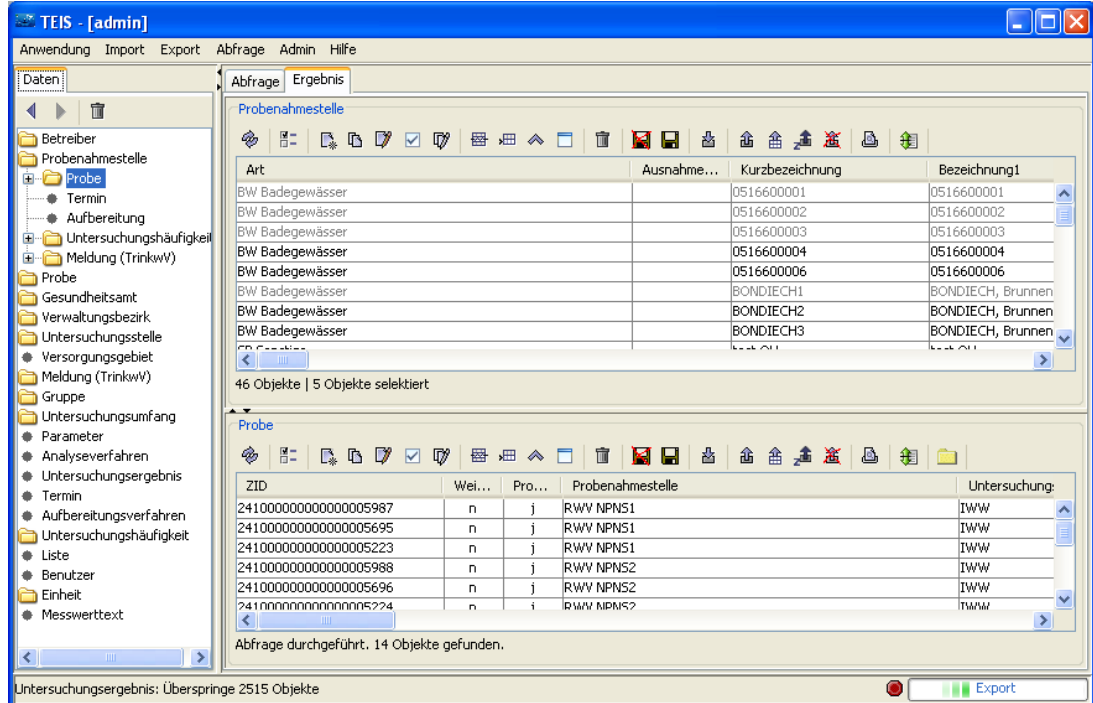 TEIS - [admin]
Anwendung Import Export Abfrage Admin Hilfe
Daten
Betreiber
Probenahmestelle
Probe
Termin
Aufbereitung
Untersuchungshäufigkeit
Meldung (TrinkwV)
Probe
Gesundheitsamt
Verwaltungsbezirk
Untersuchungsstelle
Versorgungsgebiet
Meldung (TrinkwV)
Gruppe
Untersuchungsumfang
Parameter
Analyseverfahren
Untersuchungsergebnis
Termin
Aufbereitungsverfahren
Untersuchungshäufigkeit
Liste
Benutzer
Einheit
Messwerttext
Abfrage Ergebnis
Probenahmestelle
Art Ausnahme... Kurzbezeichnung Bezeichnung1
BW Badegewässer 0516600001 0516600001
BW Badegewässer 0516600002 0516600002
BW Badegewässer 0516600003 0516600003
BW Badegewässer 0516600004 0516600004
BW Badegewässer 0516600006 0516600006
BW Badegewässer BONDIECH1 BONDIECH, Brunnen
BW Badegewässer BONDIECH2 BONDIECH, Brunnen
BW Badegewässer BONDIECH3 BONDIECH, Brunnen
46 Objekte | 5 Objekte selektiert
Probe
ZID Wei... Pro... Probenahmestelle Untersuchung:
241000000000000005987 n j RWV NPNS1 IWW
241000000000000005695 n j RWV NPNS1 IWW
241000000000000005223 n j RWV NPNS1 IWW
241000000000000005988 n j RWV NPNS2 IWW
241000000000000005696 n j RWV NPNS2 IWW
241000000000000005224 n j RWV NPNS2 IWW
Abfrage durchgeführt. 14 Objekte gefunden.
Untersuchungsergebnis: Überspringe 2515 Objekte
Export